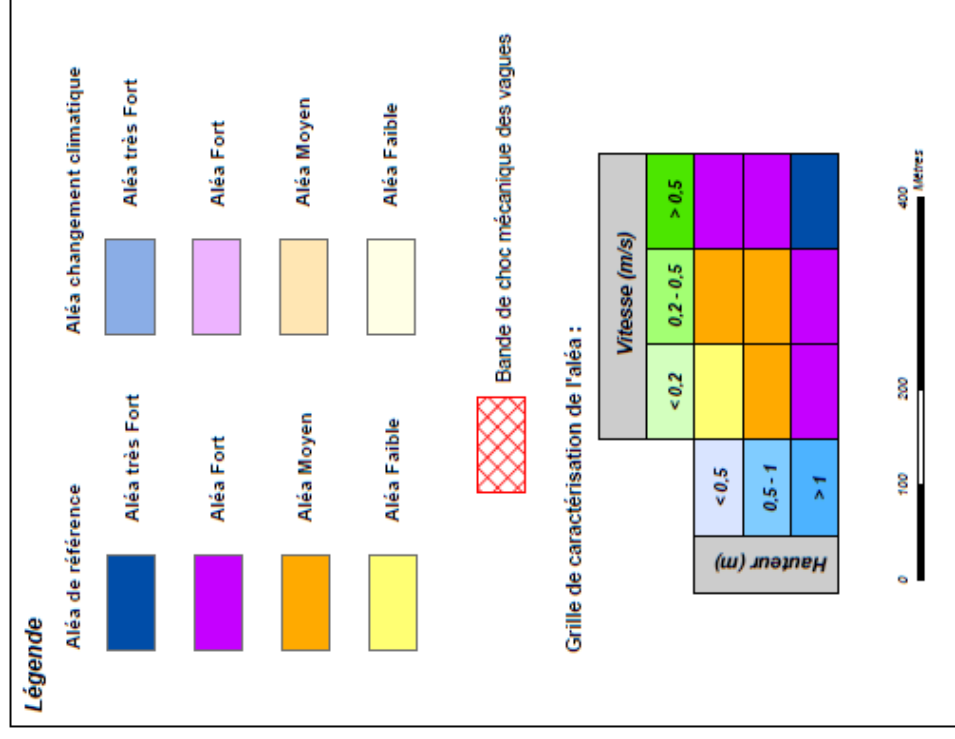 Légende
Aléa de référence
Aléa changement climatique
Aléa très Fort
Aléa très Fort
Aléa Fort
Aléa Fort
Aléa Moyen
Aléa Moyen
Aléa Faible
Aléa Faible
Bande de choc mécanique des vagues
Grille de caractérisation de l'aléa :
Vitesse (m/s)
< 0,2
0,2 - 0,5
> 0,5
Hauteur (m)
< 0,5
0,5 - 1
> 1
0
100
200
400
Mètres